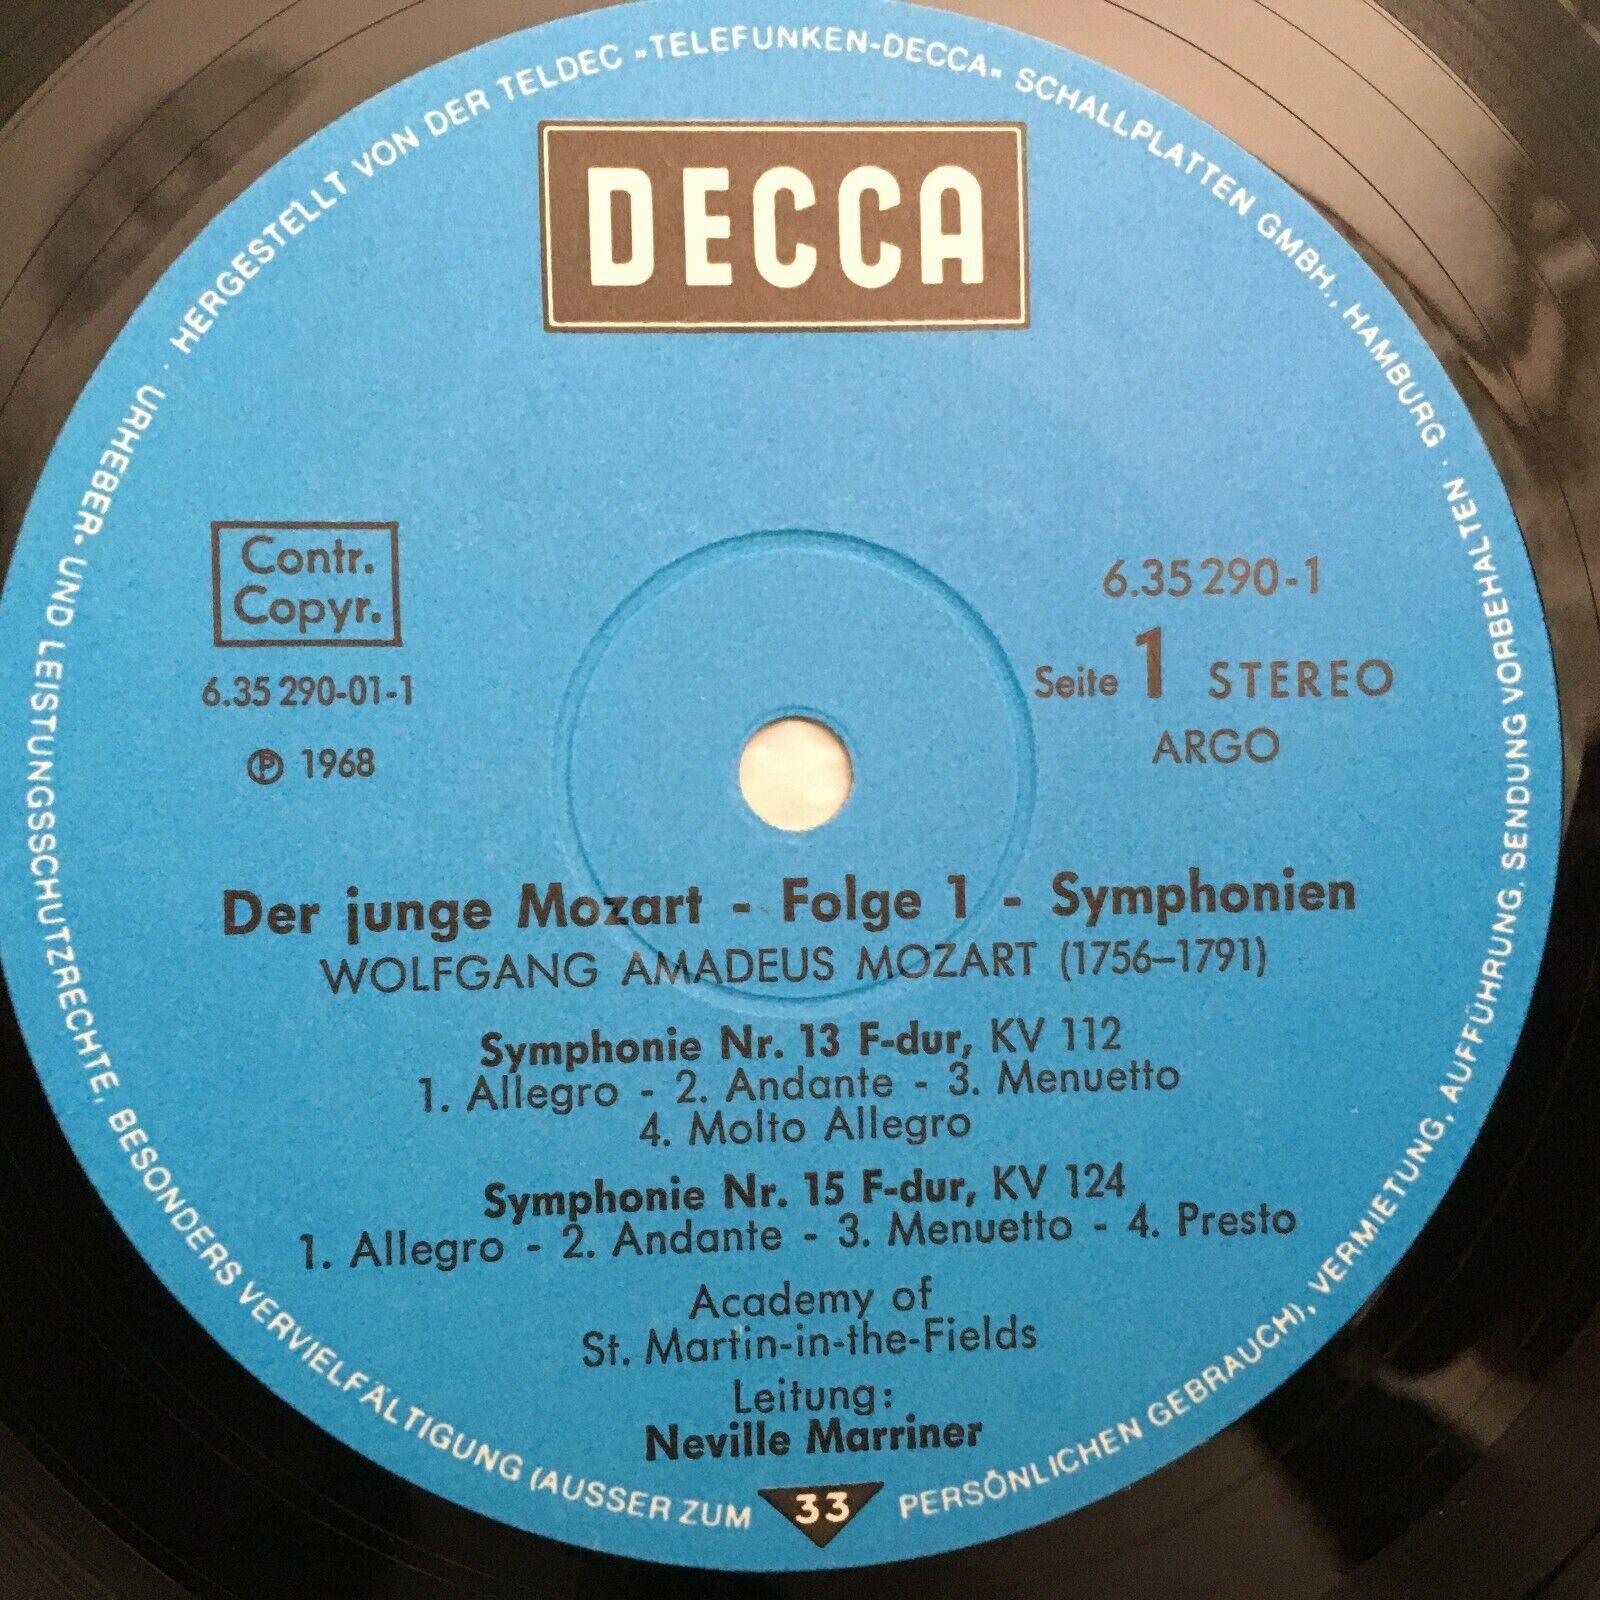 HERGESTELLT VON DER TELDEC »TELEFUNKEN-DECCA« SCHALLPLATTEN GMBH., HAMBURG · URHEBER- UND LEISTUNGSSCHUTZRECHTE, BESONDERS VERVIELFÄLTIGUNG (AUSSER ZUM PERSÖNLICHEN GEBRAUCH), VERMIETUNG, AUFFÜHRUNG, SENDUNG VORBEHALTEN ·
DECCA
Contr.
Copyr.
6.35 290-01-1
Ⓟ 1968
6.35 290-1
Seite 1 STEREO
ARGO
Der junge Mozart - Folge 1 - Symphonien
WOLFGANG AMADEUS MOZART (1756–1791)
Symphonie Nr. 13 F-dur, KV 112
1. Allegro - 2. Andante - 3. Menuetto
4. Molto Allegro
Symphonie Nr. 15 F-dur, KV 124
1. Allegro - 2. Andante - 3. Menuetto - 4. Presto
Academy of
St. Martin-in-the-Fields
Leitung:
Neville Marriner
33